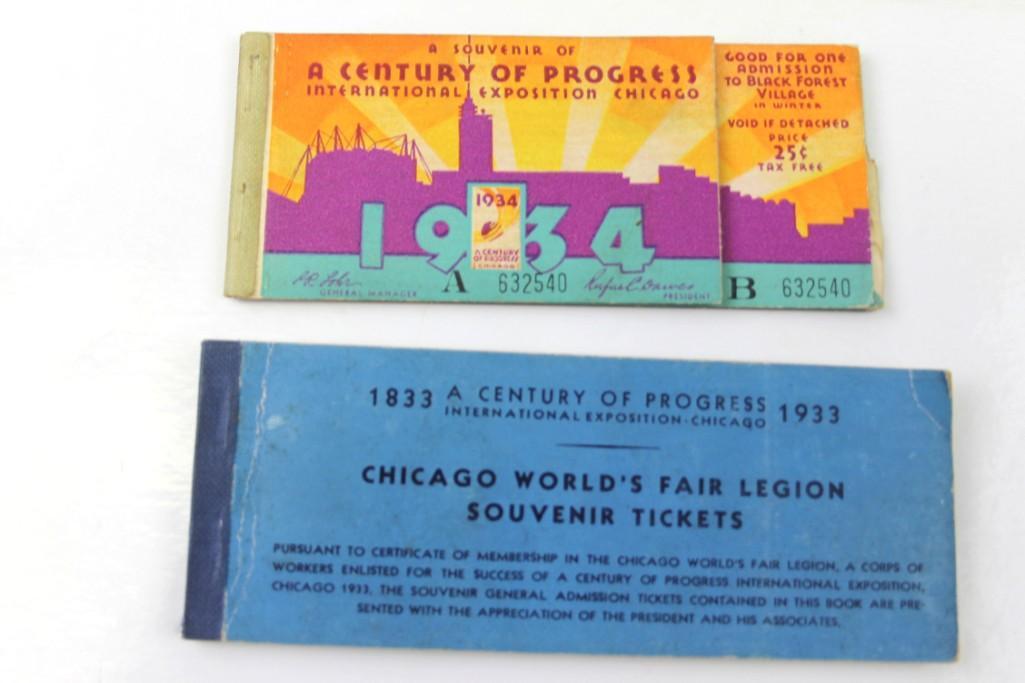 A SOUVENIR OF
A CENTURY OF PROGRESS
INTERNATIONAL EXPOSITION CHICAGO
1934
1934
A CENTURY
OF PROGRESS
CHICAGO
A 632540
GENERAL MANAGER
Rufus C. Dawes
PRESIDENT
GOOD FOR ONE
ADMISSION
TO BLACK FOREST
VILLAGE
IN WINTER
VOID IF DETACHED
PRICE
25¢
TAX FREE
B 632540
1833 A CENTURY OF PROGRESS 1933
INTERNATIONAL EXPOSITION·CHICAGO
CHICAGO WORLD'S FAIR LEGION
SOUVENIR TICKETS
PURSUANT TO CERTIFICATE OF MEMBERSHIP IN THE CHICAGO WORLD'S FAIR LEGION, A CORPS OF
WORKERS ENLISTED FOR THE SUCCESS OF A CENTURY OF PROGRESS INTERNATIONAL EXPOSITION,
CHICAGO 1933, THE SOUVENIR GENERAL ADMISSION TICKETS CONTAINED IN THIS BOOK ARE PRE-
SENTED WITH THE APPRECIATION OF THE PRESIDENT AND HIS ASSOCIATES.